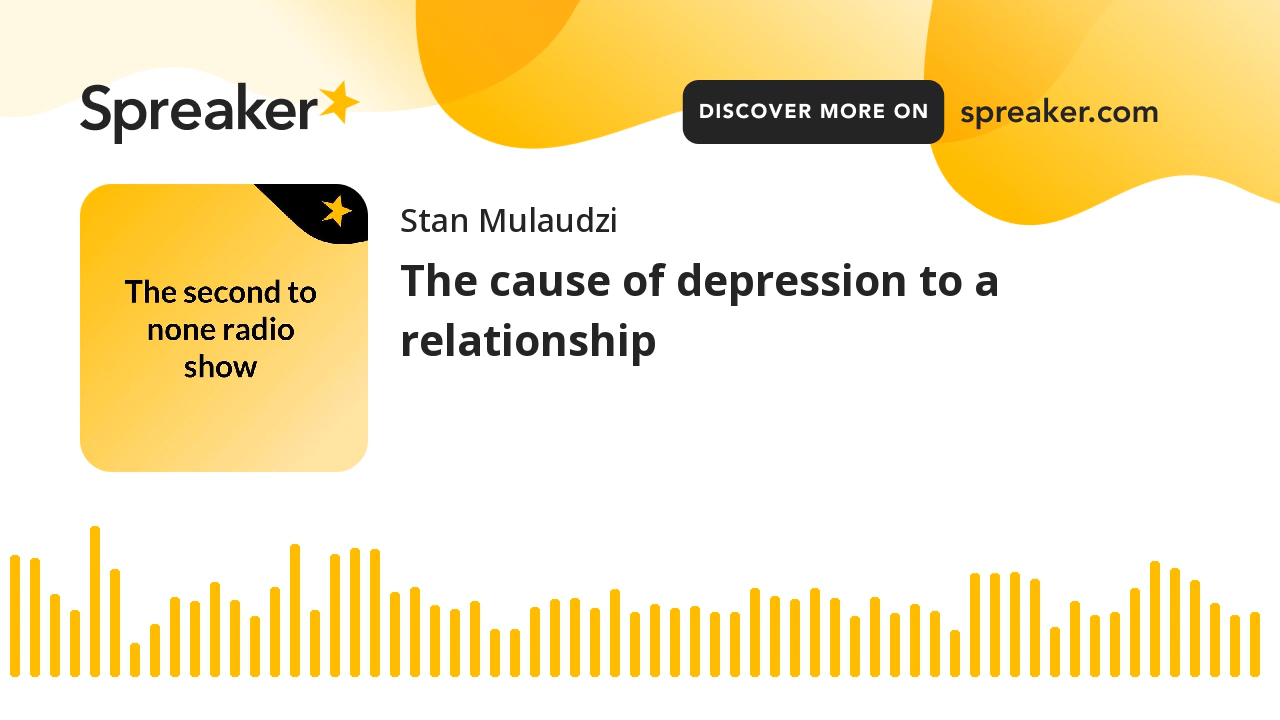 Spreaker
DISCOVER MORE ON
spreaker.com
The second to
none radio
show
Stan Mulaudzi
The cause of depression to a
relationship